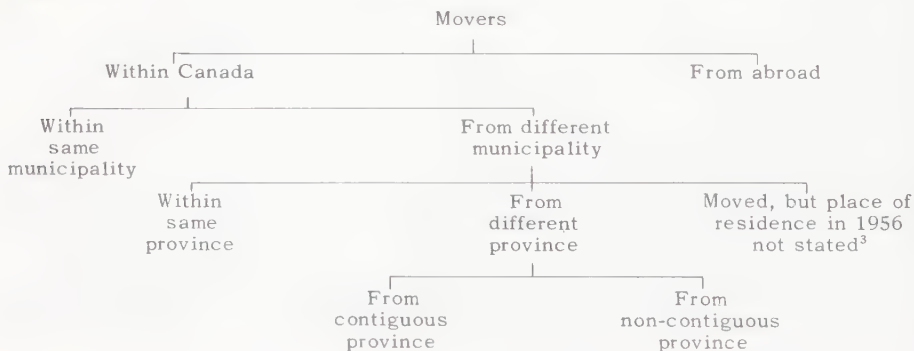 Movers
Within Canada
From abroad
Within
same
municipality
From different
municipality
Within
same
province
From
different
province
Moved, but place of
residence in 1956
not stated³
From
contiguous
province
From
non-contiguous
province